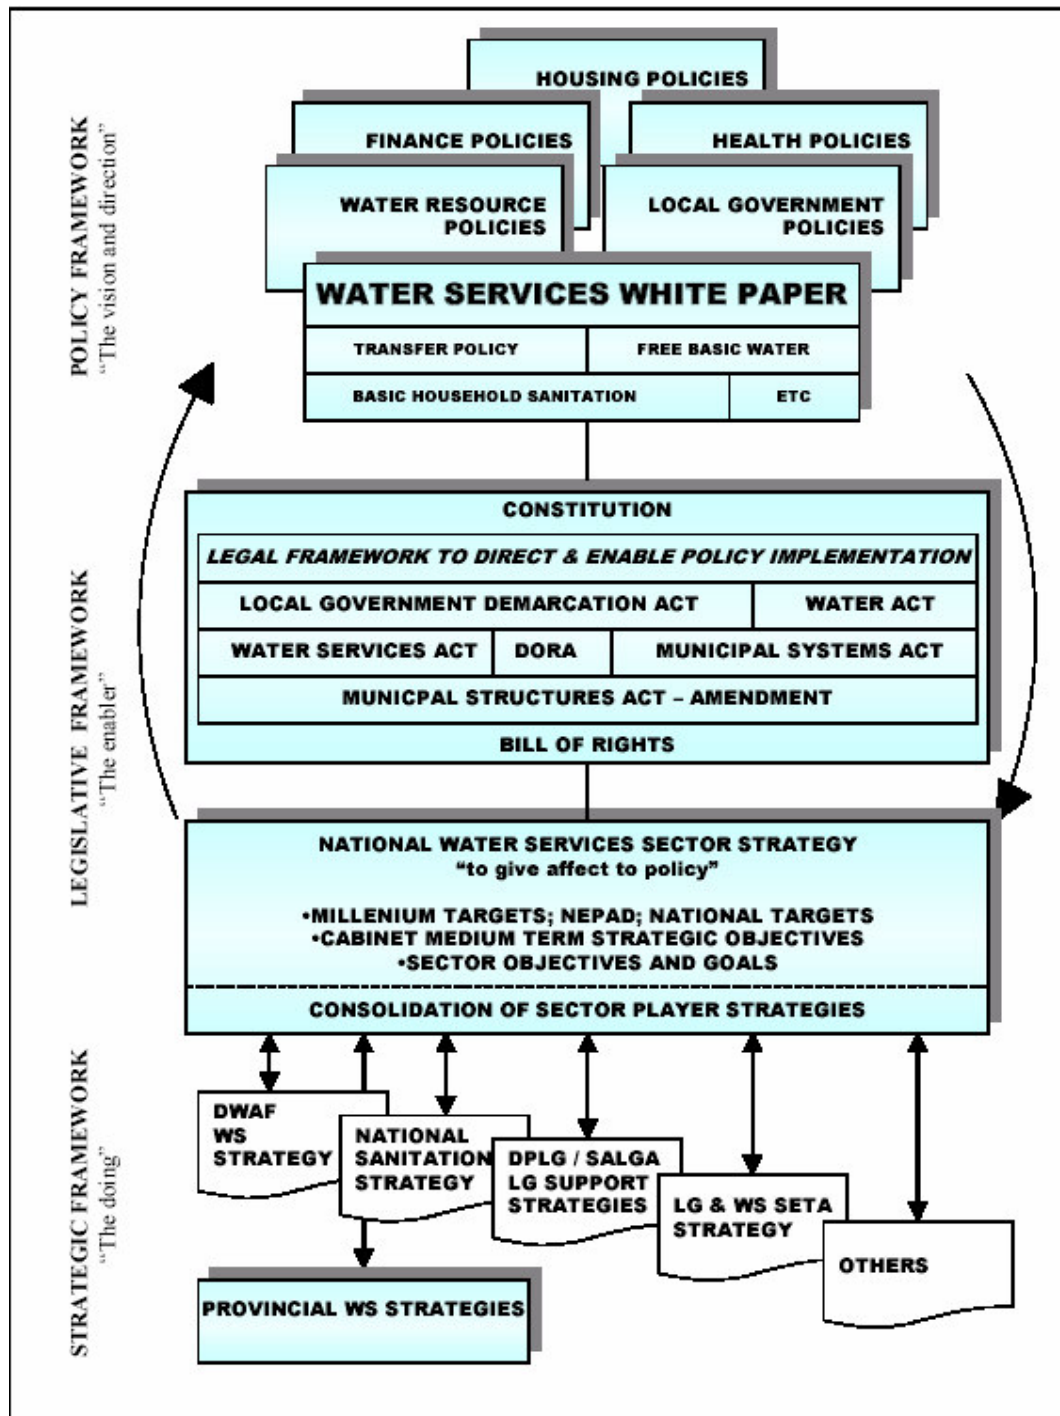 POLICY FRAMEWORK
“The vision and direction”
HOUSING POLICIES
FINANCE POLICIES
HEALTH POLICIES
WATER RESOURCE
POLICIES
LOCAL GOVERNMENT
POLICIES
WATER SERVICES WHITE PAPER
TRANSFER POLICY
FREE BASIC WATER
BASIC HOUSEHOLD SANITATION
ETC
LEGISLATIVE FRAMEWORK
“The enabler”
CONSTITUTION
LEGAL FRAMEWORK TO DIRECT & ENABLE POLICY IMPLEMENTATION
LOCAL GOVERNMENT DEMARCATION ACT
WATER ACT
WATER SERVICES ACT
DORA
MUNICIPAL SYSTEMS ACT
MUNICPAL STRUCTURES ACT – AMENDMENT
BILL OF RIGHTS
NATIONAL WATER SERVICES SECTOR STRATEGY
“to give affect to policy”
•MILLENIUM TARGETS; NEPAD; NATIONAL TARGETS
•CABINET MEDIUM TERM STRATEGIC OBJECTIVES
•SECTOR OBJECTIVES AND GOALS
CONSOLIDATION OF SECTOR PLAYER STRATEGIES
STRATEGIC FRAMEWORK
“The doing”
DWAF
WS
STRATEGY
NATIONAL
SANITATION
STRATEGY
DPLG / SALGA
LG SUPPORT
STRATEGIES
LG & WS SETA
STRATEGY
OTHERS
PROVINCIAL WS STRATEGIES